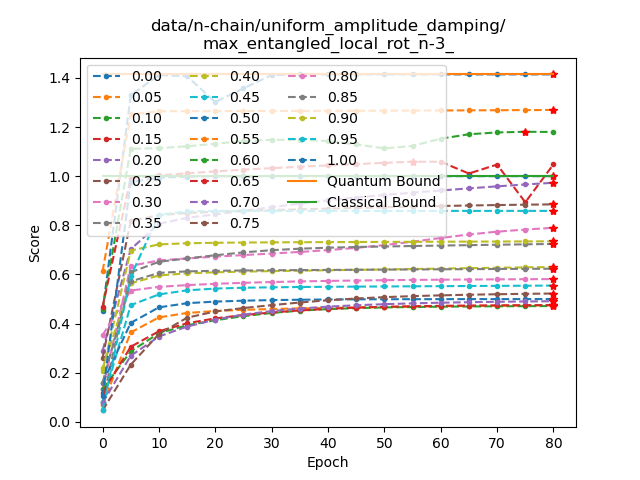 data/n-chain/uniform_amplitude_damping/
max_entangled_local_rot_n-3_
Score
1.4
1.2
1.0
0.8
0.6
0.4
0.2
0.0
0.00 0.40 0.80
0.05 0.45 0.85
0.10 0.50 0.90
0.15 0.55 0.95
0.20 0.60 1.00
0.25 0.65 Quantum Bound
0.30 0.70 Classical Bound
0.35 0.75
0 10 20 30 40 50 60 70 80
Epoch